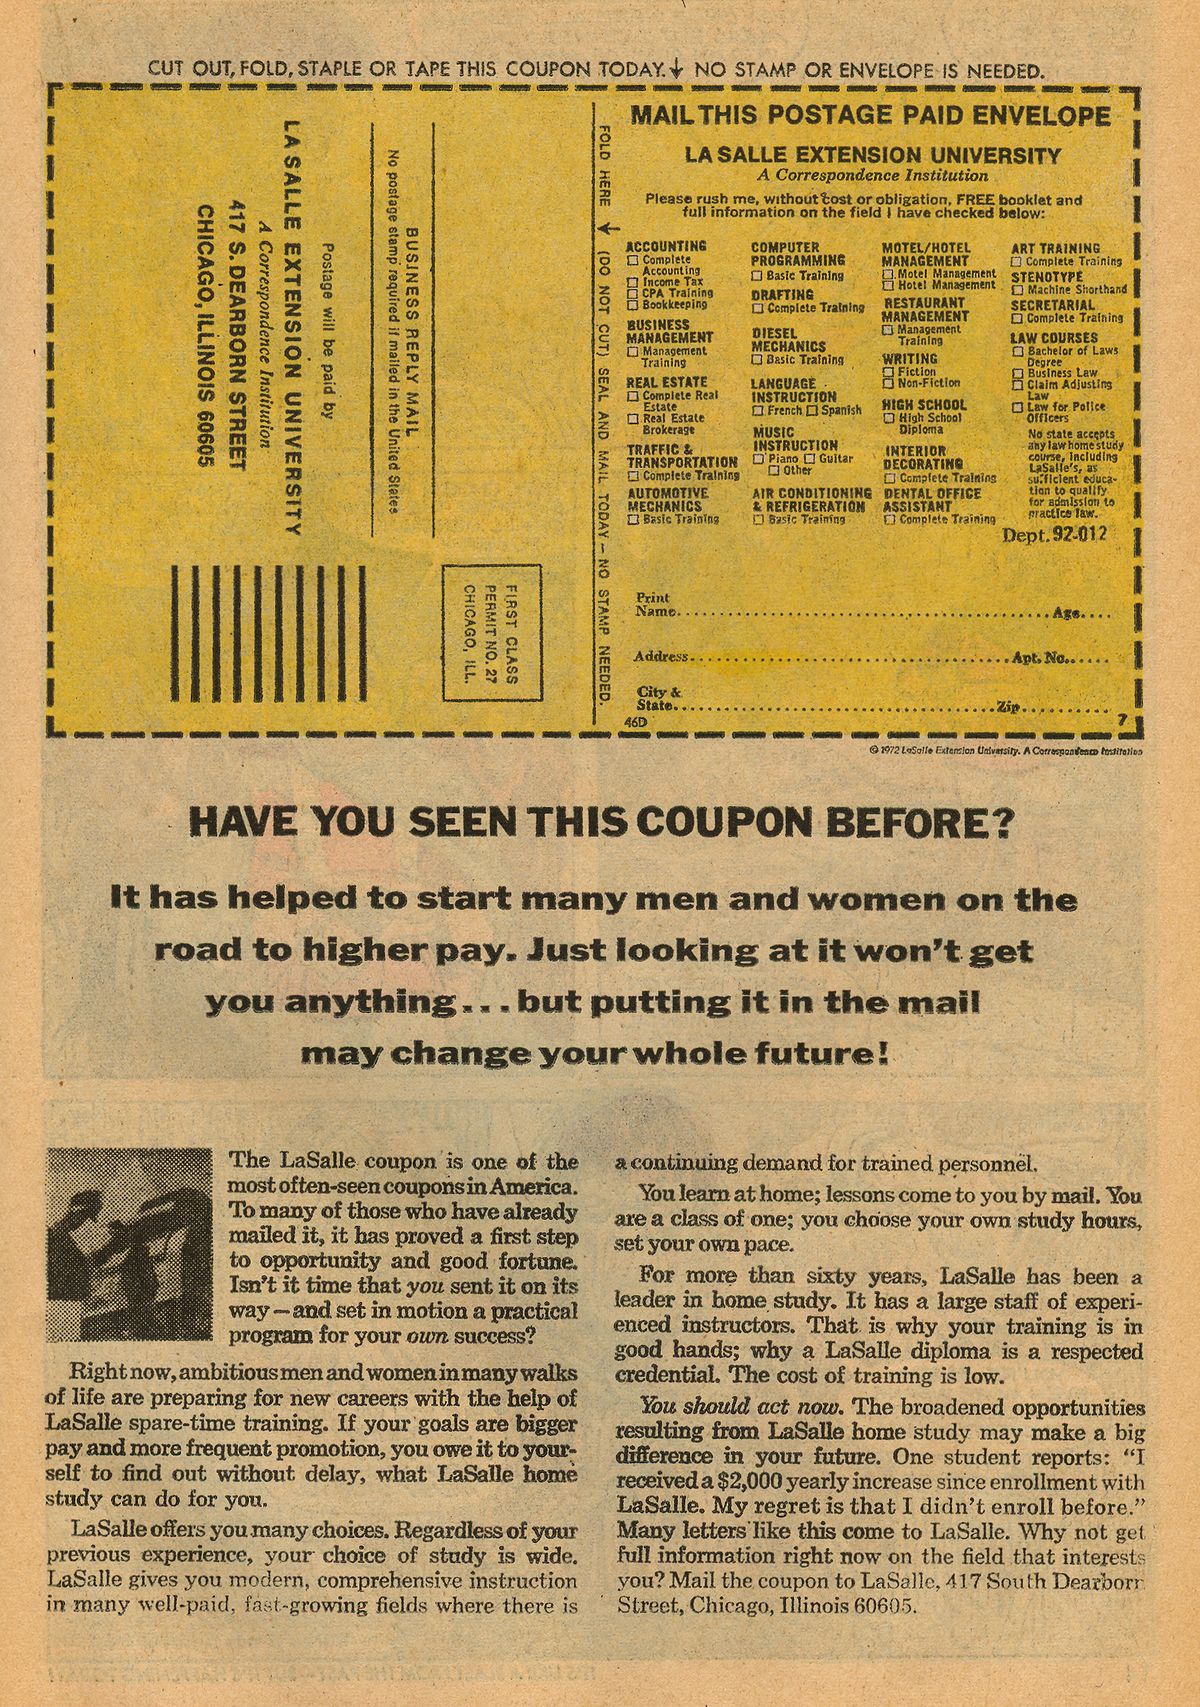 CUT OUT, FOLD, STAPLE OR TAPE THIS COUPON TODAY. ↓ NO STAMP OR ENVELOPE IS NEEDED.
BUSINESS REPLY MAIL
No postage stamp required if mailed in the United States
Postage will be paid by
LA SALLE EXTENSION UNIVERSITY
A Correspondence Institution
417 S. DEARBORN STREET
CHICAGO, ILLINOIS 60605
FIRST CLASS
PERMIT NO. 27
CHICAGO, ILL.
FOLD HERE → (DO NOT CUT) SEAL AND MAIL TODAY — NO STAMP NEEDED.
MAIL THIS POSTAGE PAID ENVELOPE
LA SALLE EXTENSION UNIVERSITY
A Correspondence Institution
Please rush me, without cost or obligation, FREE booklet and
full information on the field I have checked below:
ACCOUNTING
☐ Complete
Accounting
☐ Income Tax
☐ CPA Training
☐ Bookkeeping
BUSINESS
MANAGEMENT
☐ Management
Training
REAL ESTATE
☐ Complete Real
Estate
☐ Real Estate
Brokerage
TRAFFIC &
TRANSPORTATION
☐ Complete Training
AUTOMOTIVE
MECHANICS
☐ Basic Training
COMPUTER
PROGRAMMING
☐ Basic Training
DRAFTING
☐ Complete Training
DIESEL
MECHANICS
☐ Basic Training
LANGUAGE
INSTRUCTION
☐ French ☐ Spanish
MUSIC
INSTRUCTION
☐ Piano ☐ Guitar
☐ Other
AIR CONDITIONING
& REFRIGERATION
☐ Basic Training
MOTEL/HOTEL
MANAGEMENT
☐ Motel Management
☐ Hotel Management
RESTAURANT
MANAGEMENT
☐ Management
Training
WRITING
☐ Fiction
☐ Non-Fiction
HIGH SCHOOL
☐ High School
Diploma
INTERIOR
DECORATING
☐ Complete Training
DENTAL OFFICE
ASSISTANT
☐ Complete Training
ART TRAINING
☐ Complete Training
STENOTYPE
☐ Machine Shorthand
SECRETARIAL
☐ Complete Training
LAW COURSES
☐ Bachelor of Laws
Degree
☐ Business Law
☐ Claim Adjusting
Law
☐ Law for Police
Officers
No state accepts
any law home study
course, including
LaSalle's, as
sufficient educa-
tion to qualify
for admission to
practice law.
Dept. 92-012
Print
Name........................Age....
Address........................Apt. No......
City &
State........................Zip..........
46D 7
© 1972 LaSalle Extension University. A Correspondence Institution
HAVE YOU SEEN THIS COUPON BEFORE?
It has helped to start many men and women on the
road to higher pay. Just looking at it won't get
you anything... but putting it in the mail
may change your whole future!
The LaSalle coupon is one of the
most often-seen coupons in America.
To many of those who have already
mailed it, it has proved a first step
to opportunity and good fortune.
Isn't it time that you sent it on its
way—and set in motion a practical
program for your own success?
Right now, ambitious men and women in many walks
of life are preparing for new careers with the help of
LaSalle spare-time training. If your goals are bigger
pay and more frequent promotion, you owe it to your-
self to find out without delay, what LaSalle home
study can do for you.
LaSalle offers you many choices. Regardless of your
previous experience, your choice of study is wide.
LaSalle gives you modern, comprehensive instruction
in many well-paid, fast-growing fields where there is
a continuing demand for trained personnel.
You learn at home; lessons come to you by mail. You
are a class of one; you choose your own study hours,
set your own pace.
For more than sixty years, LaSalle has been a
leader in home study. It has a large staff of experi-
enced instructors. That is why your training is in
good hands; why a LaSalle diploma is a respected
credential. The cost of training is low.
You should act now. The broadened opportunities
resulting from LaSalle home study may make a big
difference in your future. One student reports: "I
received a $2,000 yearly increase since enrollment with
LaSalle. My regret is that I didn't enroll before."
Many letters like this come to LaSalle. Why not get
full information right now on the field that interests
you? Mail the coupon to LaSalle, 417 South Dearborn
Street, Chicago, Illinois 60605.